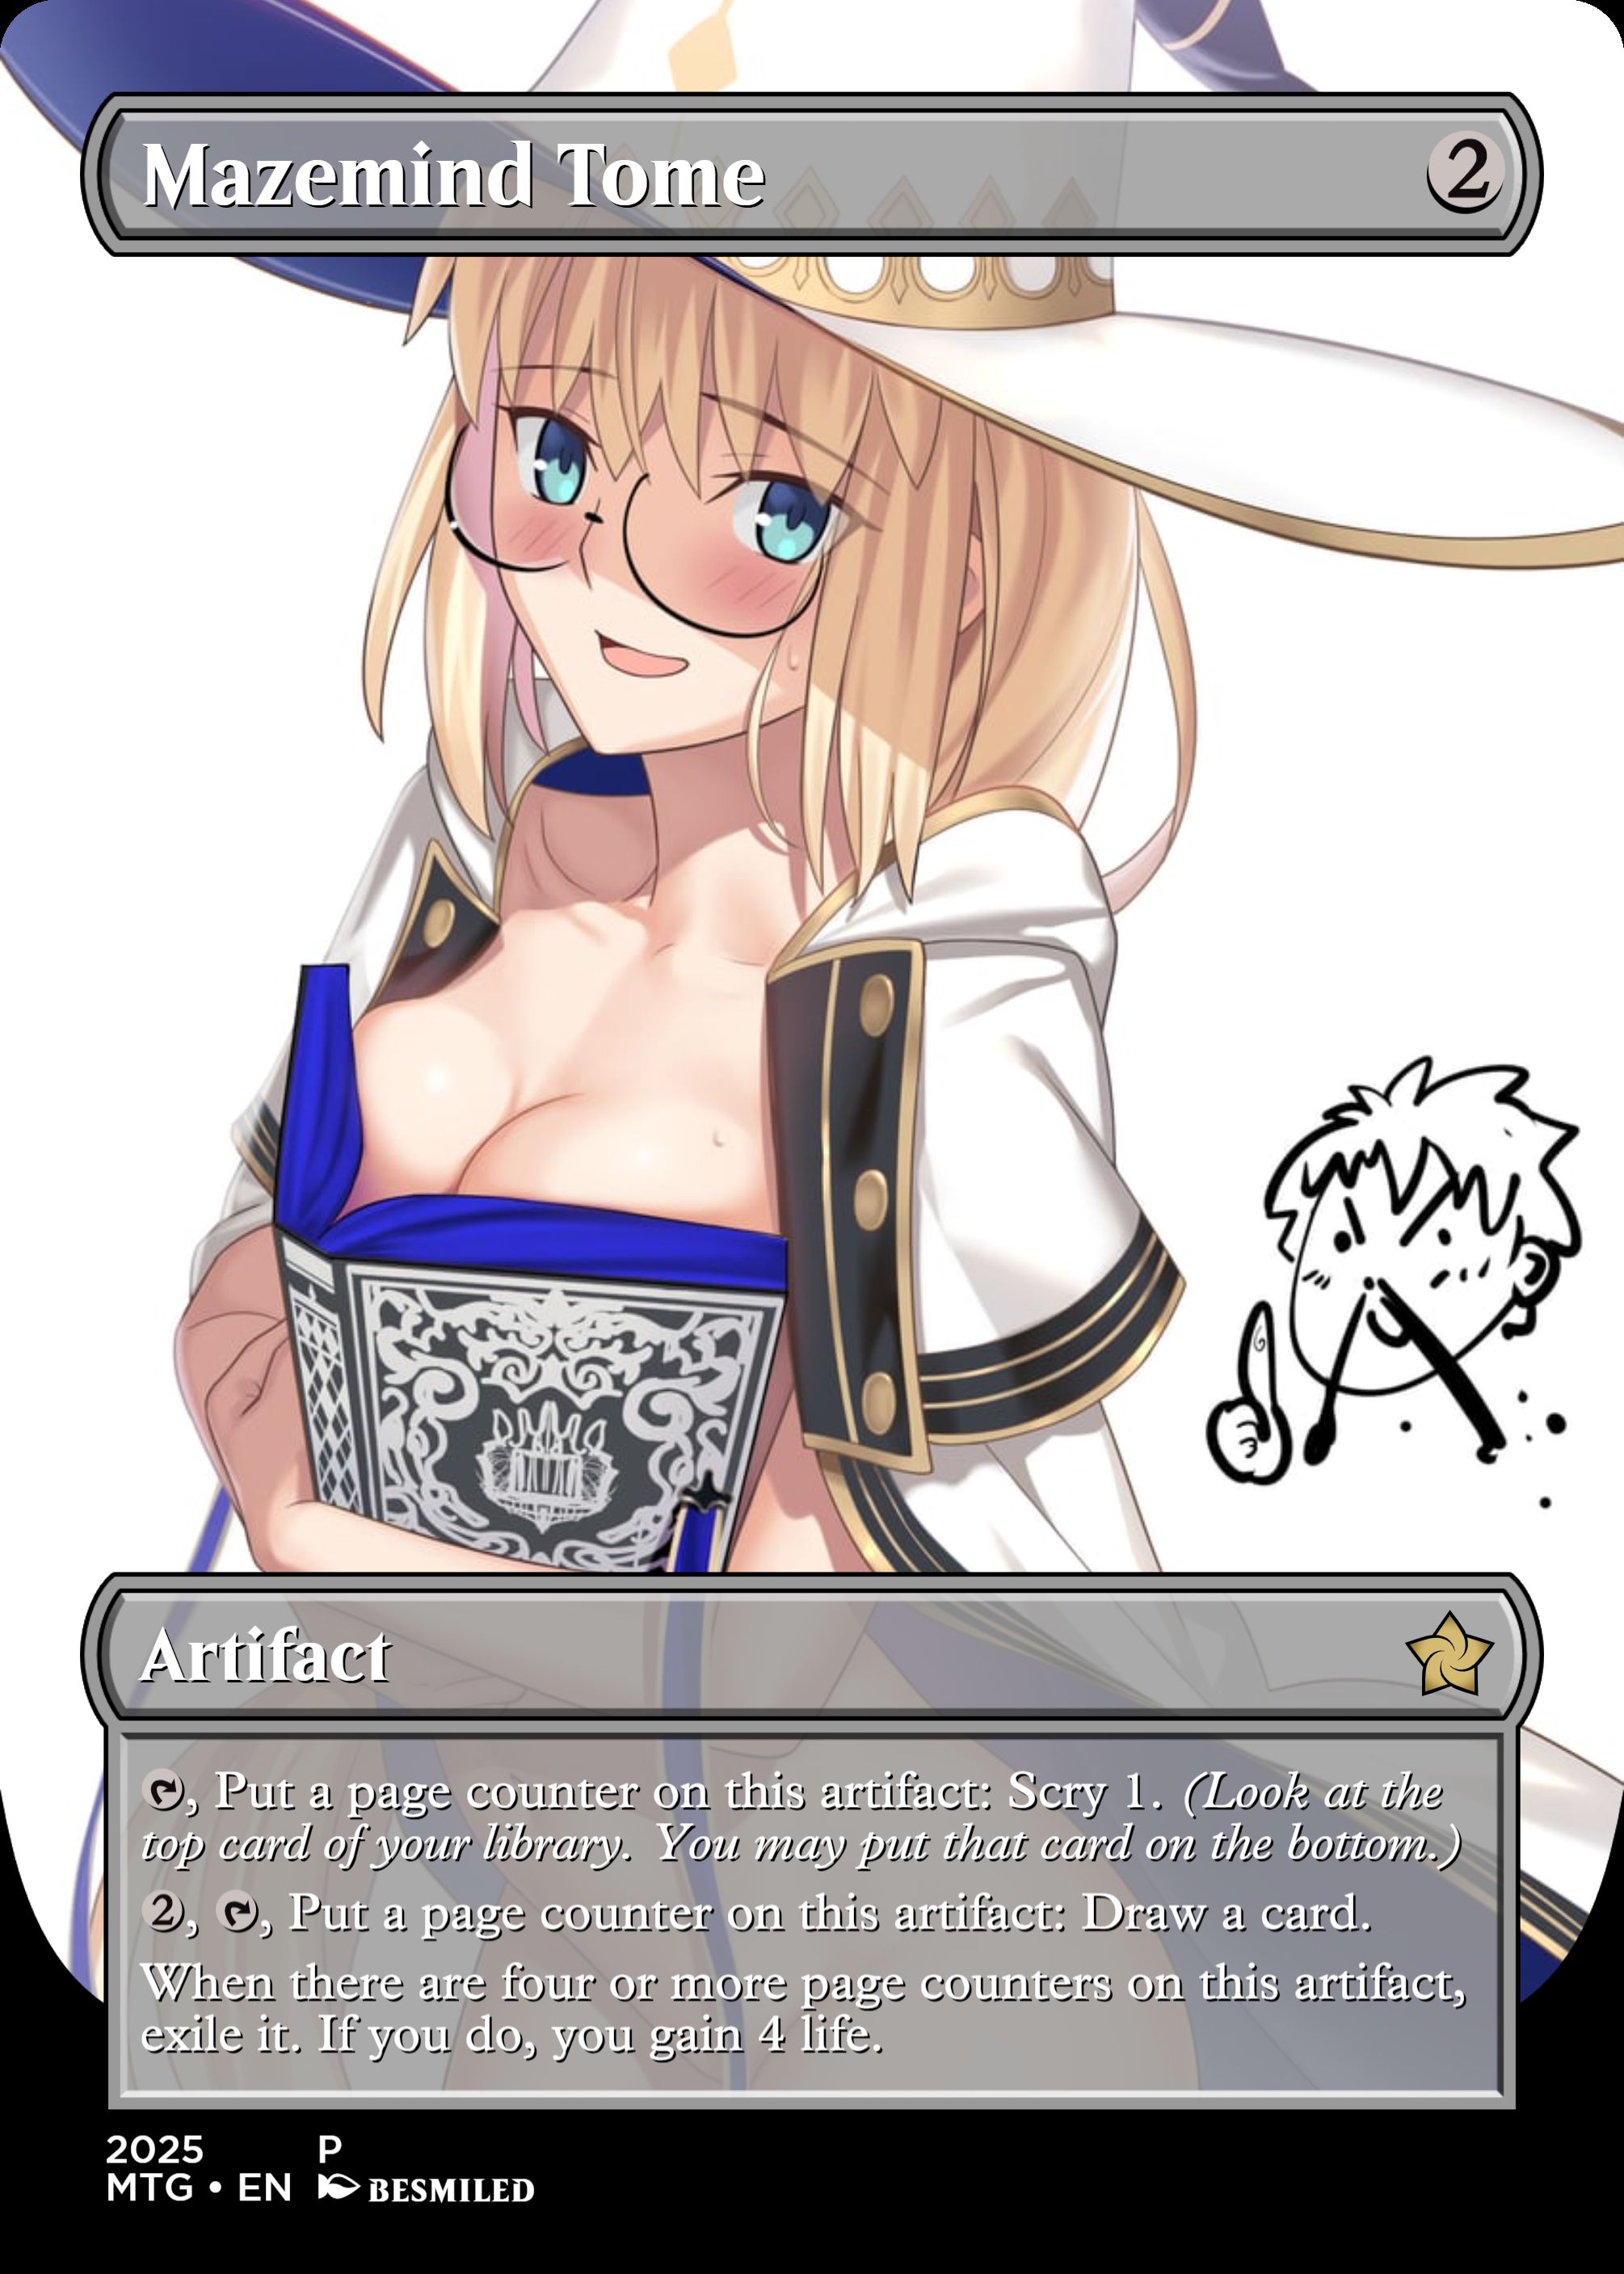 Mazemind Tome
2
Artifact
, Put a page counter on this artifact: Scry 1. (Look at the
top card of your library. You may put that card on the bottom.)
2, , Put a page counter on this artifact: Draw a card.
When there are four or more page counters on this artifact,
exile it. If you do, you gain 4 life.
2025 P
MTG • EN BESMILED